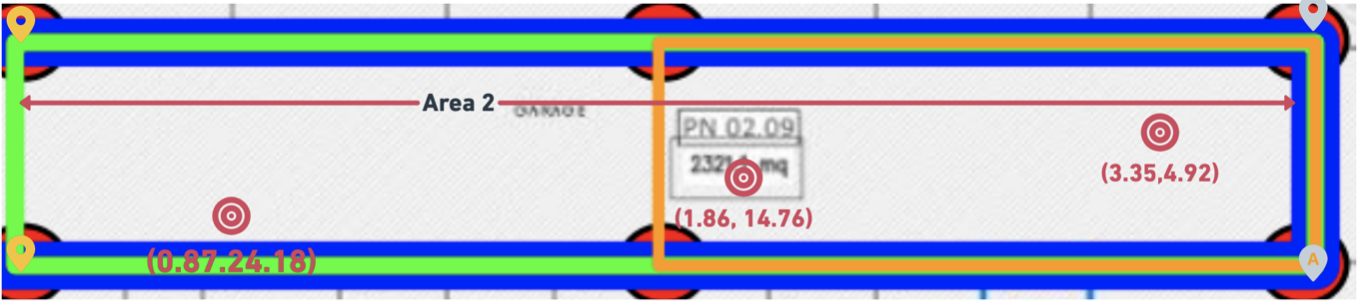 Area 2
GARAGE
PN 02.09
mq
(3.35,4.92)
(1.86, 14.76)
(0.87.24.18)
A